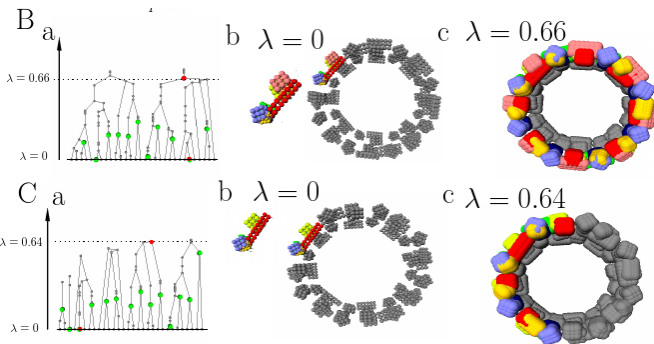 B a
b λ = 0
c λ = 0.66
λ = 0.66
λ = 0
C a
b λ = 0
c λ = 0.64
λ = 0.64
λ = 0